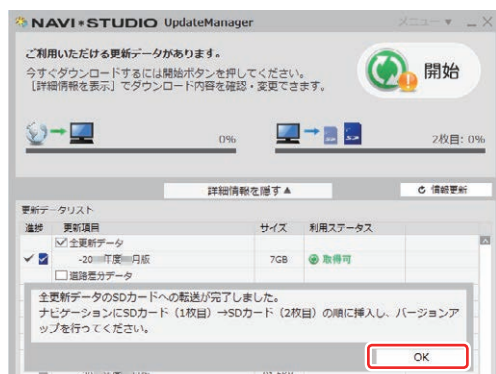 NAVI*STUDIO UpdateManager
メニュー ▼ _ X
ご利用いただける更新データがあります。
今すぐダウンロードするには開始ボタンを押してください。
[詳細情報を表示] でダウンロード内容を確認・変更できます。
開始
0%
2枚目: 0%
詳細情報を隠す▲
情報更新
更新データリスト
進捗 更新項目 サイズ 利用ステータス
全更新データ
-20 年度 月版 7GB 取得可
道路差分データ
全更新データのSDカードへの転送が完了しました。
ナビゲーションにSDカード（1枚目）→SDカード（2枚目）の順に挿入し、バージョンア
ップを行ってください。
OK